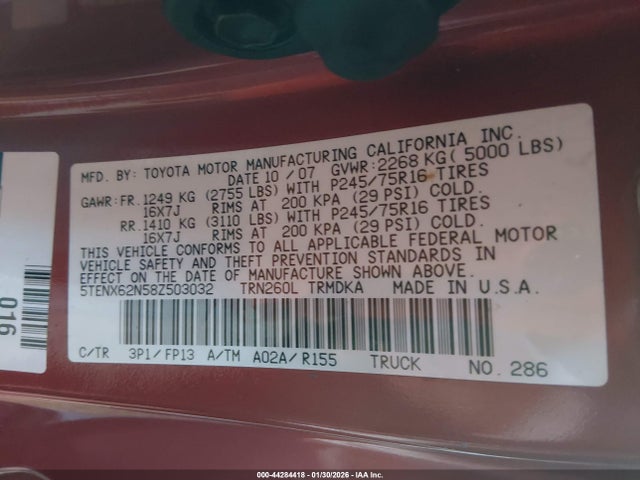 MFD. BY: TOYOTA MOTOR MANUFACTURING CALIFORNIA INC.
DATE 10 / 07 GVWR: 2268 KG( 5000 LBS)
GAWR: FR. 1249 KG (2755 LBS) WITH P245/75R16 TIRES
16X7J RIMS AT 200 KPA (29 PSI) COLD.
RR. 1410 KG (3110 LBS) WITH P245/75R16 TIRES
16X7J RIMS AT 200 KPA (29 PSI) COLD.
THIS VEHICLE CONFORMS TO ALL APPLICABLE FEDERAL MOTOR
VEHICLE SAFETY AND THEFT PREVENTION STANDARDS IN
EFFECT ON THE DATE OF MANUFACTURE SHOWN ABOVE.
5TENX62N58Z503032 TRN260L TRMDKA MADE IN U.S.A.
C/TR 3P1/FP13 A/TM A02A/R155 TRUCK NO. 286
016
000-44284418 - 01/30/2026 - IAA Inc.